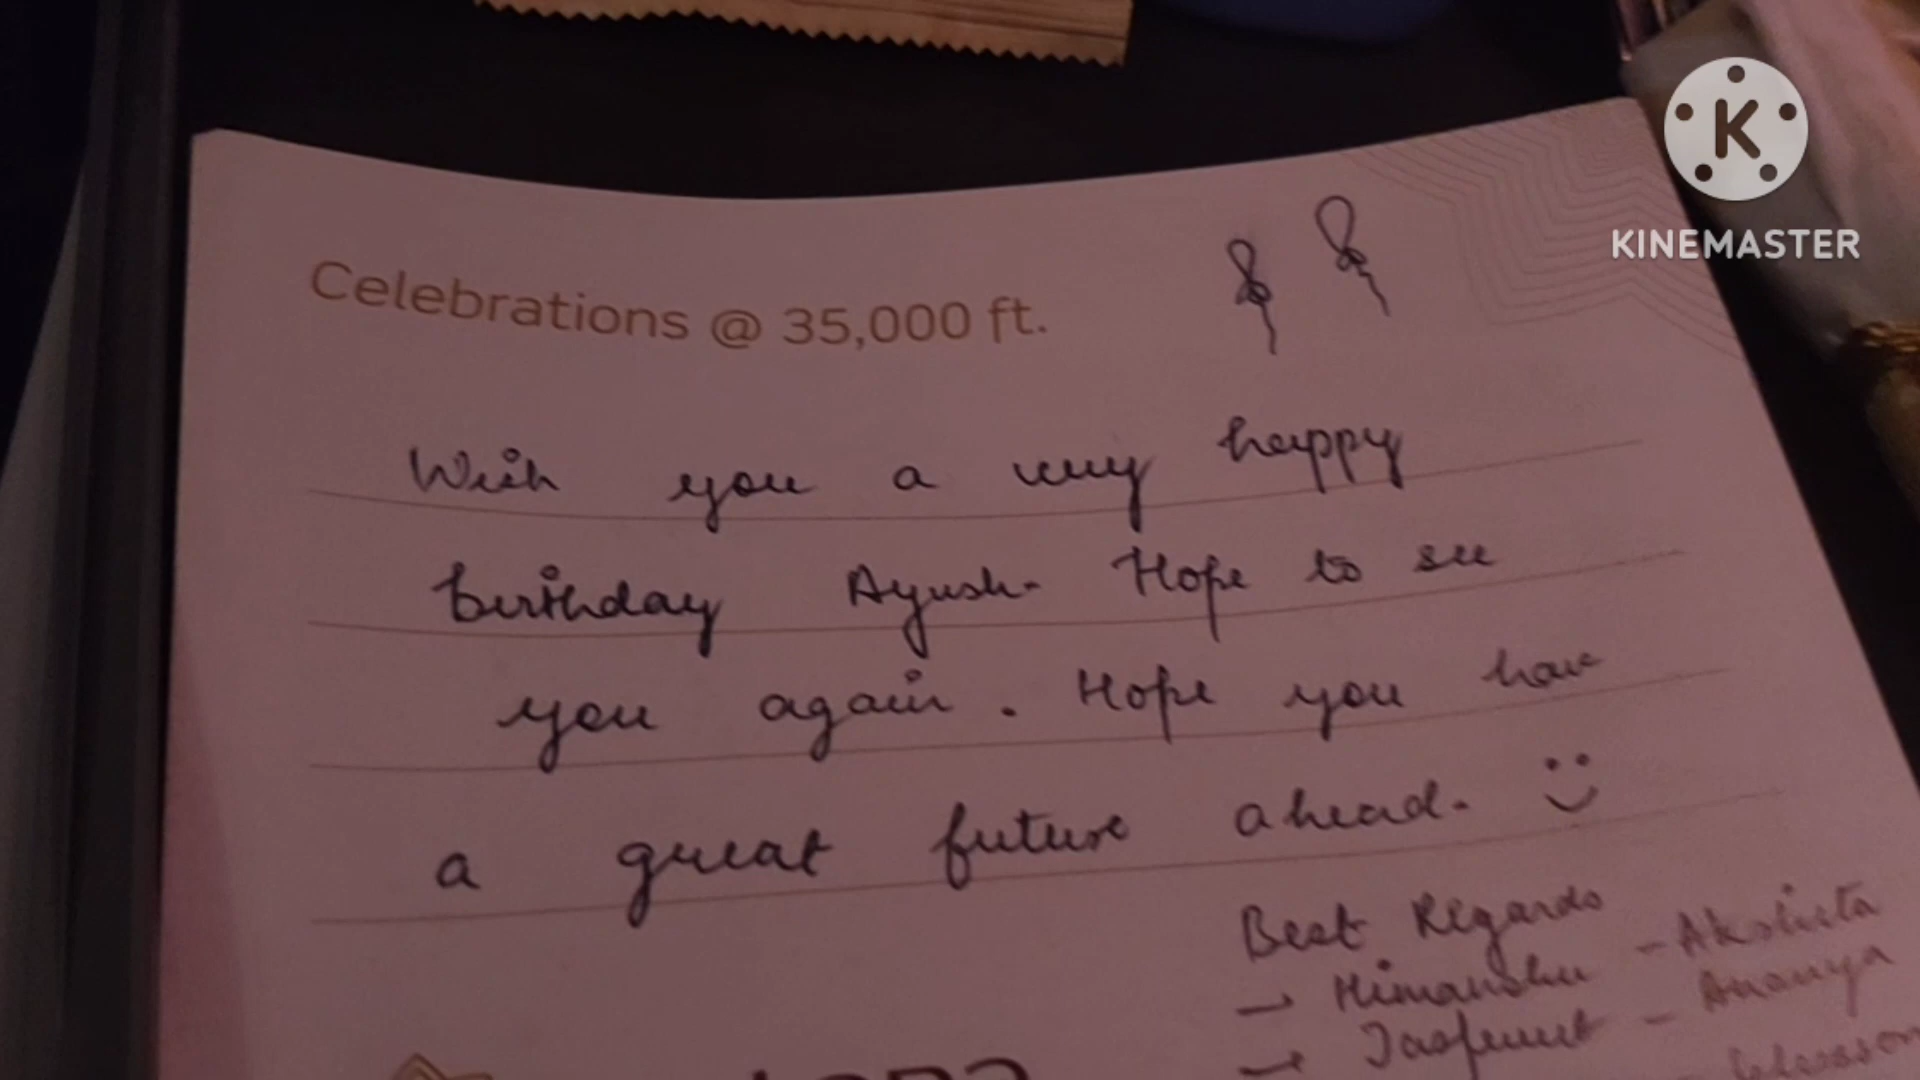 KINEMASTER
Celebrations @ 35,000 ft.
Wish you a very happy
birthday Ayush. Hope to see
you again. Hope you have
a great future ahead.
Best Regards
Himanshu - Akshita
- Ananya